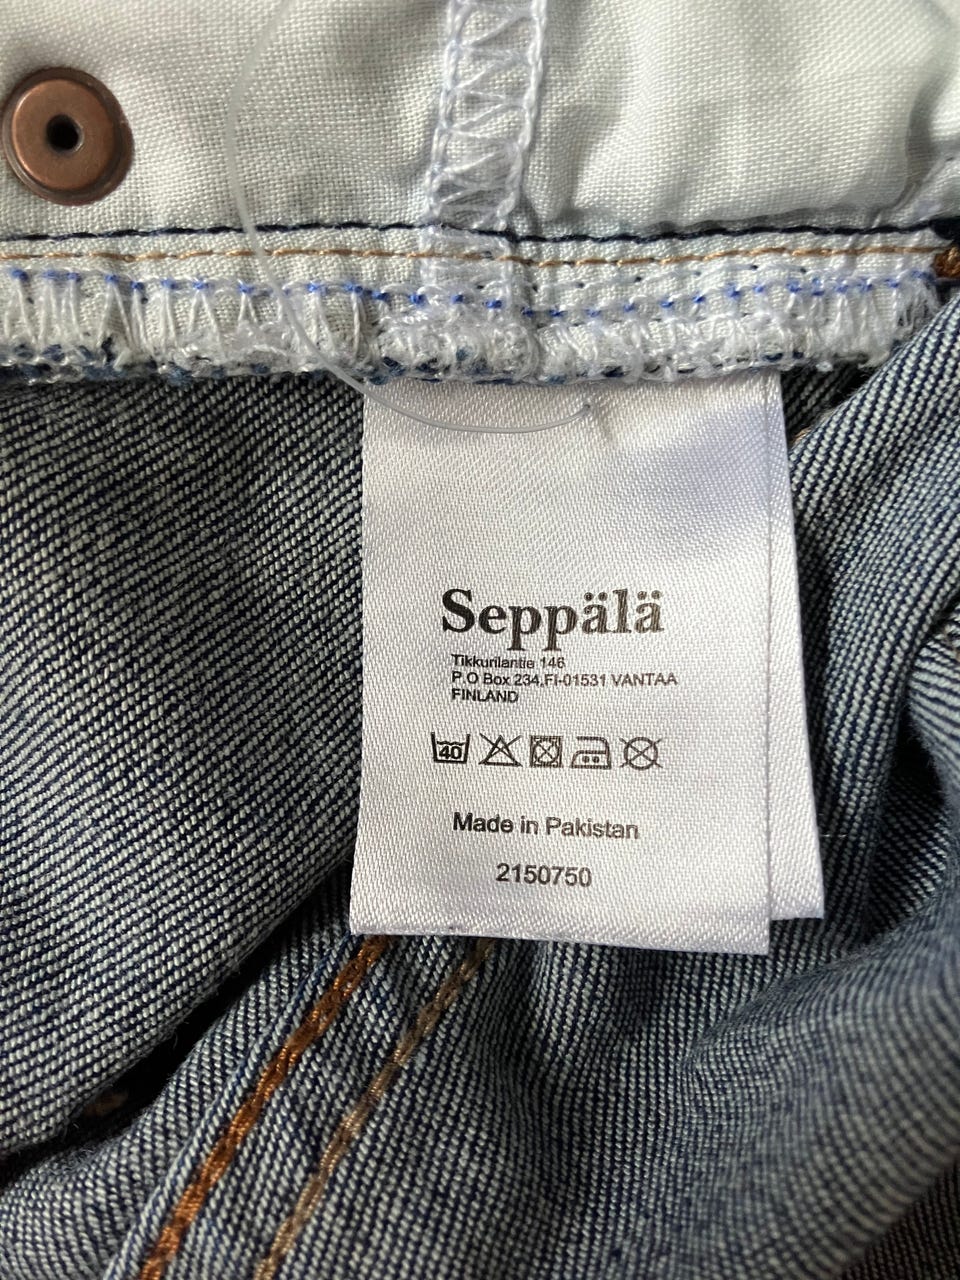 Seppälä
Tikkurilantie 146
P.O Box 234,FI-01531 VANTAA
FINLAND
40
Made in Pakistan
2150750